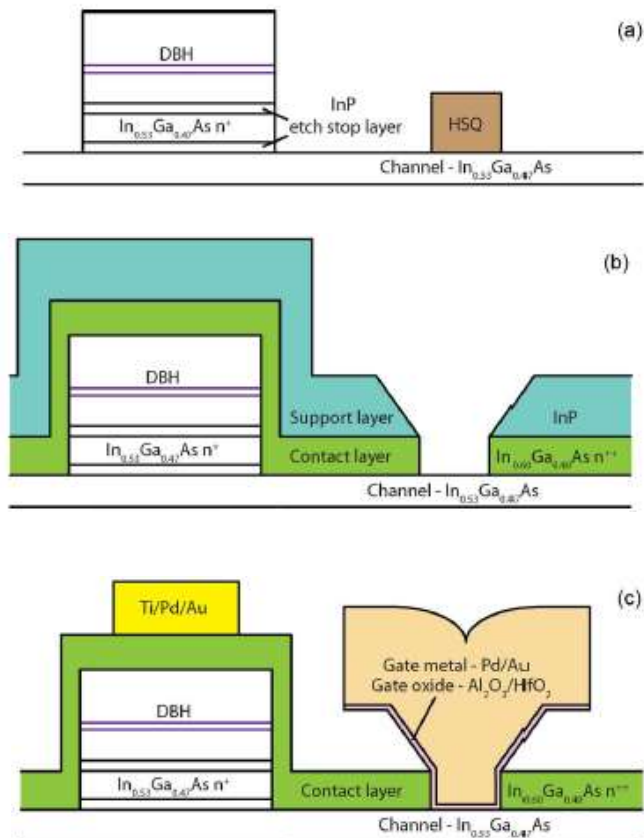 (a)
DBH
InP
etch stop layer
In₀.₅₃Ga₀.₄₇As n⁺
HSQ
Channel - In₀.₅₃Ga₀.₄₇As
(b)
DBH
Support layer
InP
In₀.₅₃Ga₀.₄₇As n⁺
Contact layer
In₀.₆₀Ga₀.₄₀As n⁺⁺
Channel - In₀.₅₃Ga₀.₄₇As
(c)
Ti/Pd/Au
Gate metal - Pd/Au
Gate oxide - Al₂O₃/HfO₂
DBH
In₀.₅₃Ga₀.₄₇As n⁺
Contact layer
In₀.₆₀Ga₀.₄₀As n⁺⁺
Channel - In₀.₅₃Ga₀.₄₇As